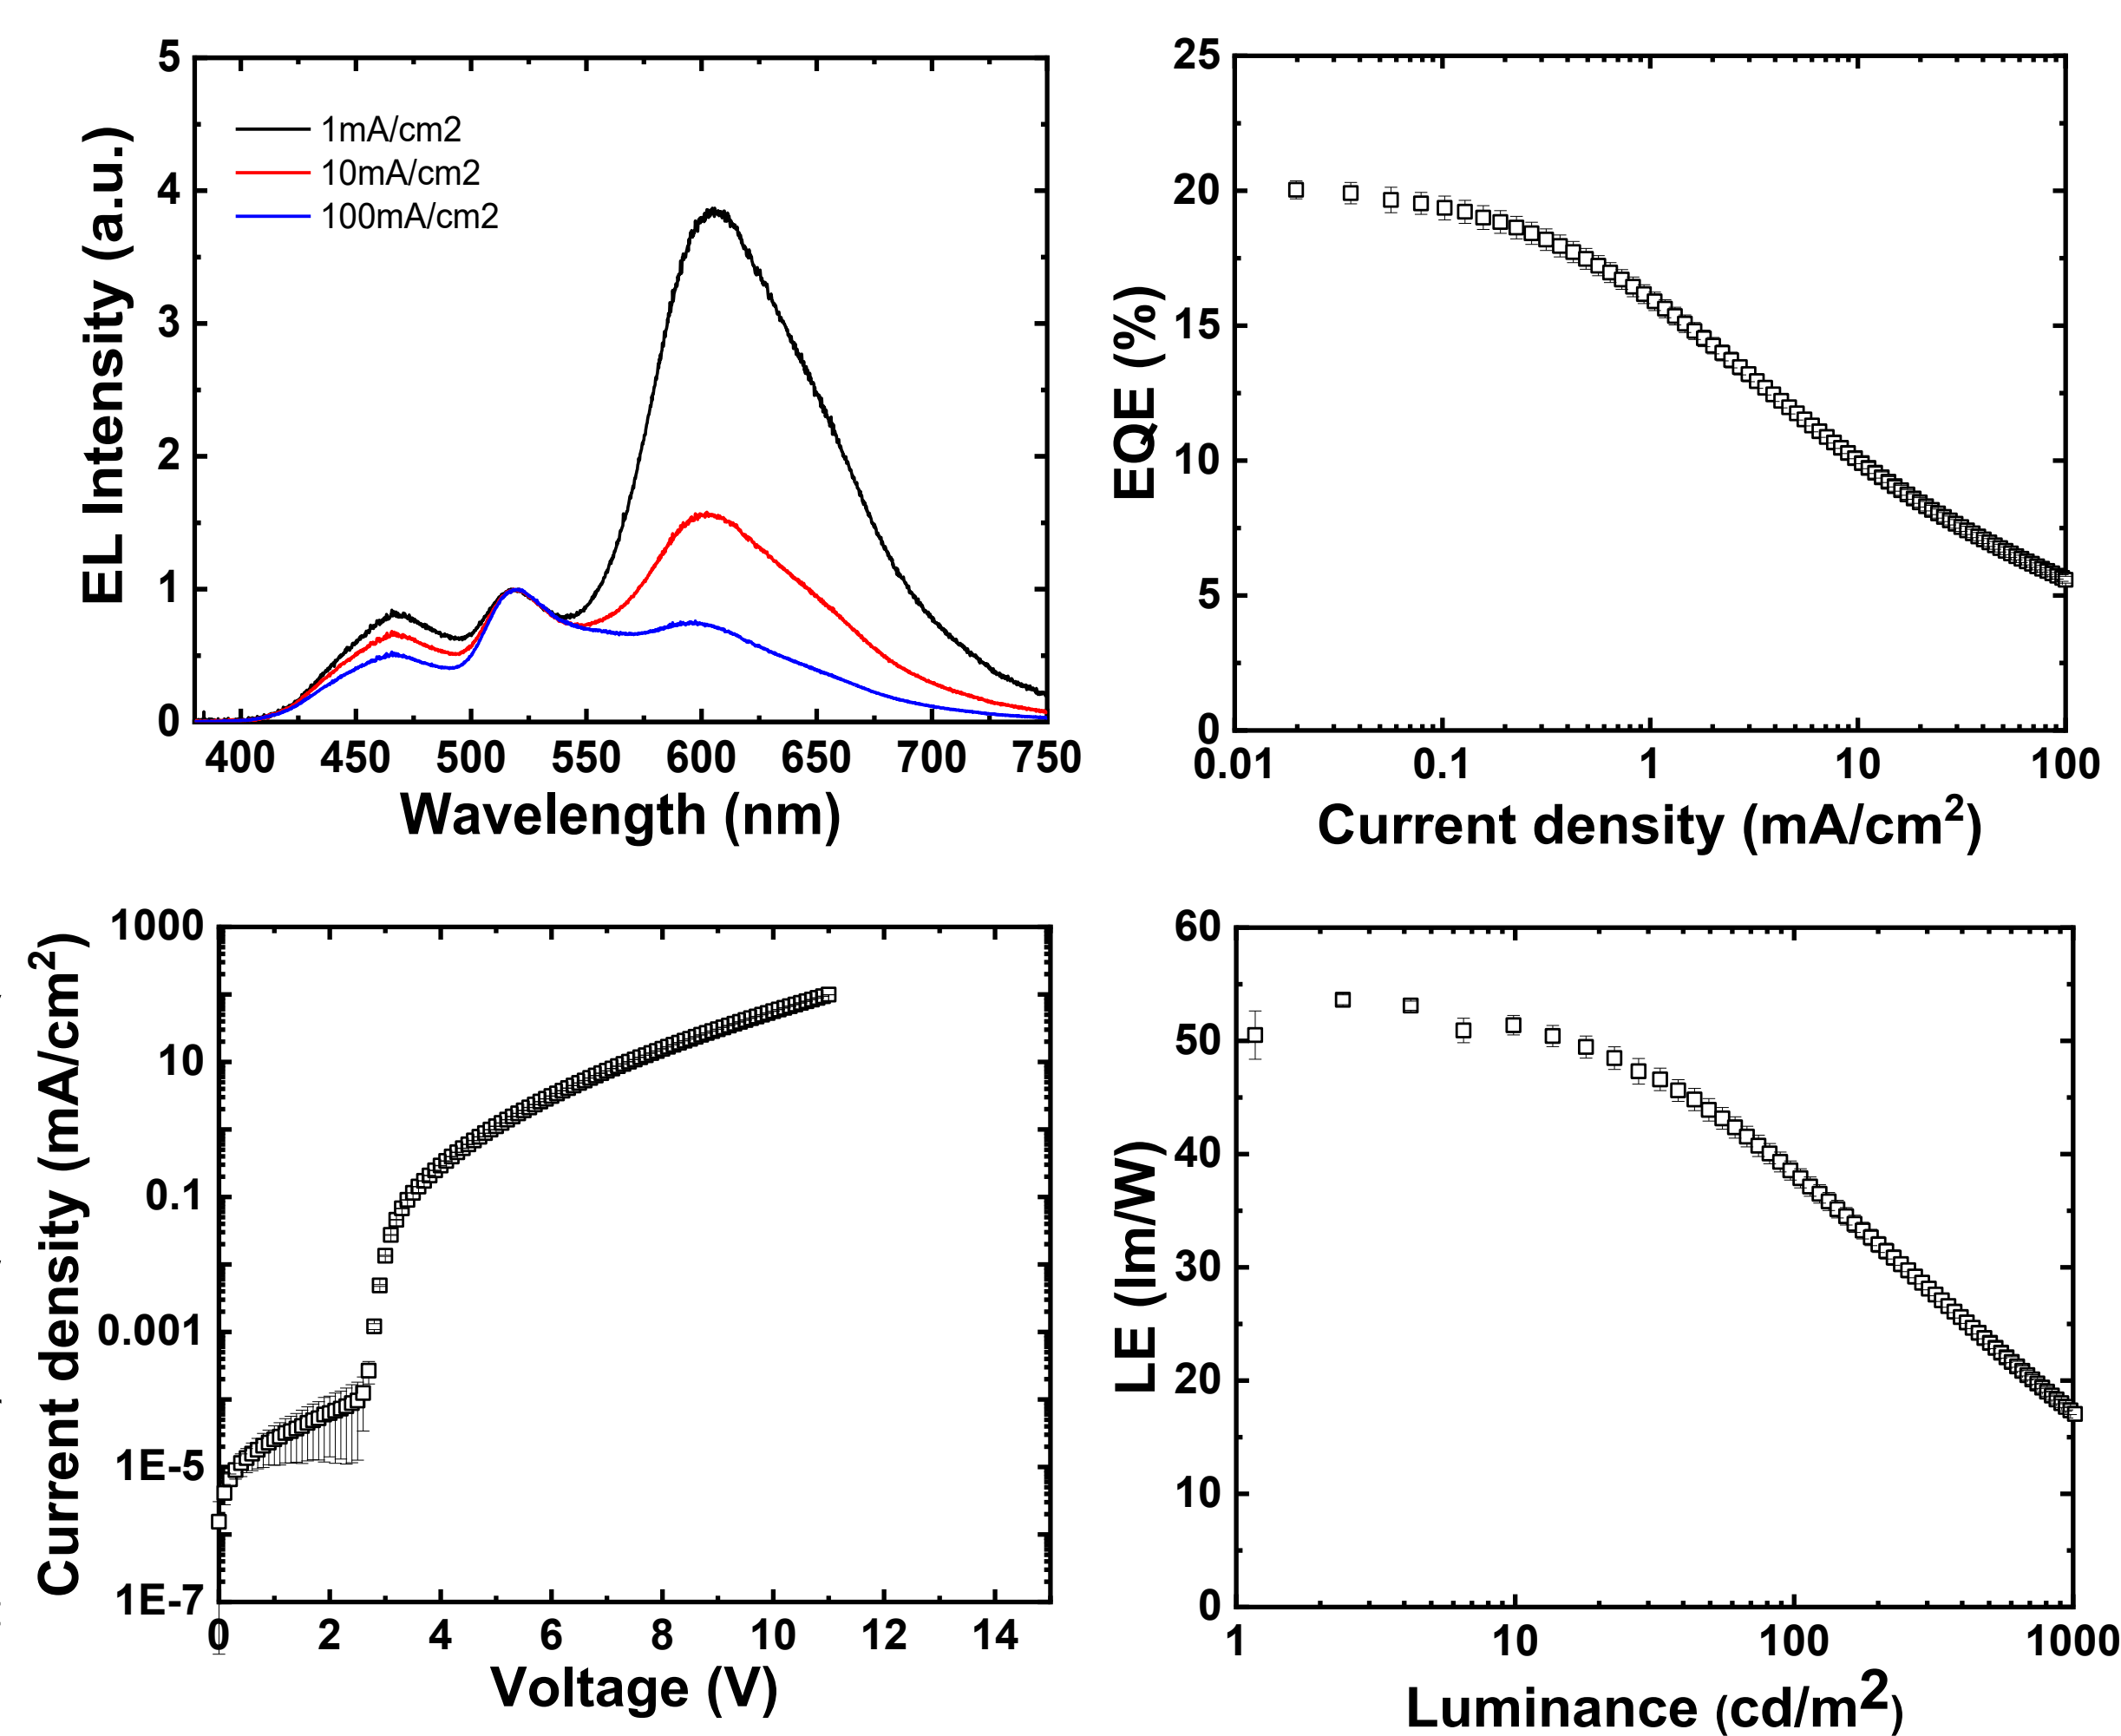 EL Intensity (a.u.)
5
4
3
2
1
0
1mA/cm2
10mA/cm2
100mA/cm2
400 450 500 550 600 650 700 750
Wavelength (nm)
EQE (%)
25
20
15
10
5
0
0.01 0.1 1 10 100
Current density (mA/cm²)
Current density (mA/cm²)
1000
10
0.1
0.001
1E-5
1E-7
0 2 4 6 8 10 12 14
Voltage (V)
LE (lm/W)
60
50
40
30
20
10
0
1 10 100 1000
Luminance (cd/m2)